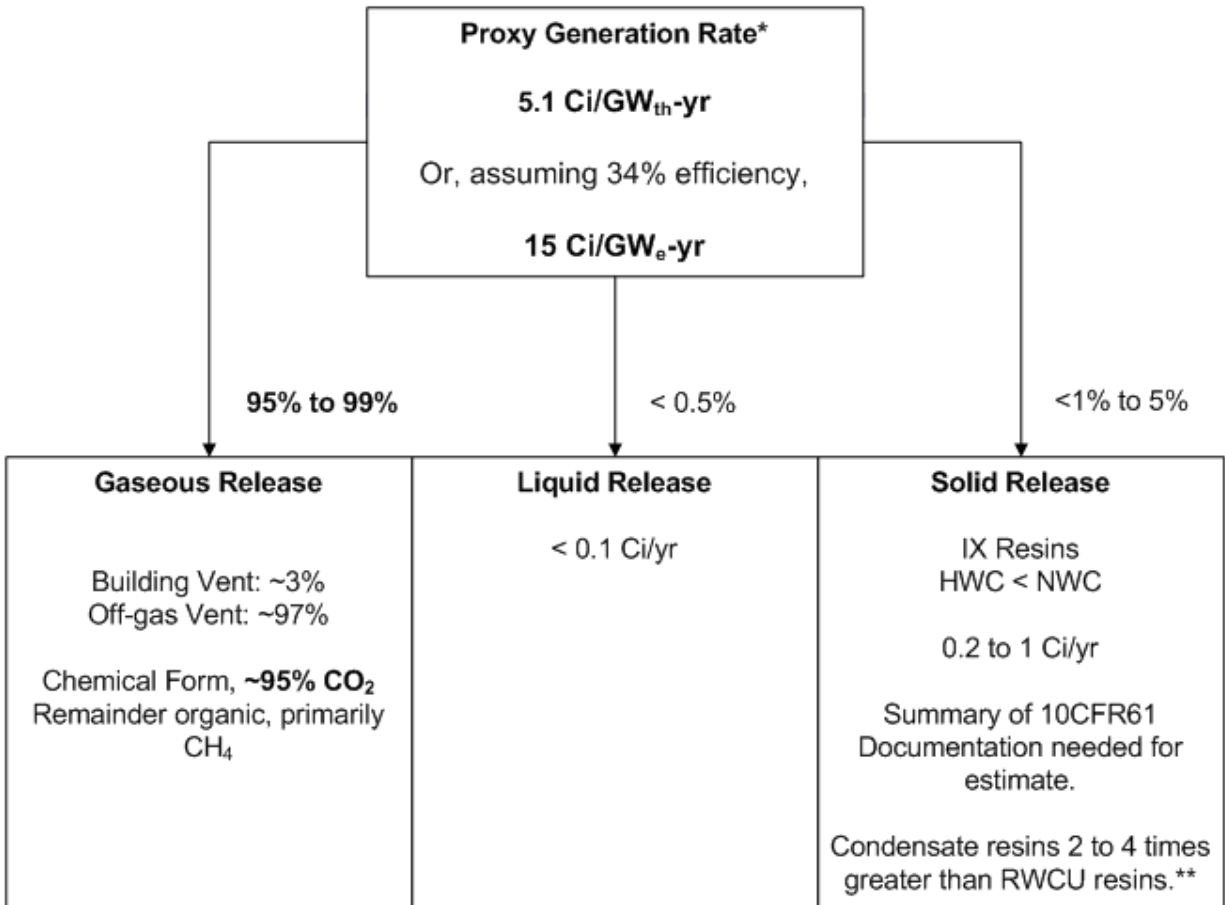 Proxy Generation Rate*
5.1 Ci/GWth-yr
Or, assuming 34% efficiency,
15 Ci/GWe-yr
95% to 99%
< 0.5%
<1% to 5%
Gaseous Release
Building Vent: ~3%
Off-gas Vent: ~97%
Chemical Form, ~95% CO2
Remainder organic, primarily
CH4
Liquid Release
< 0.1 Ci/yr
Solid Release
IX Resins
HWC < NWC
0.2 to 1 Ci/yr
Summary of 10CFR61
Documentation needed for
estimate.
Condensate resins 2 to 4 times
greater than RWCU resins.**